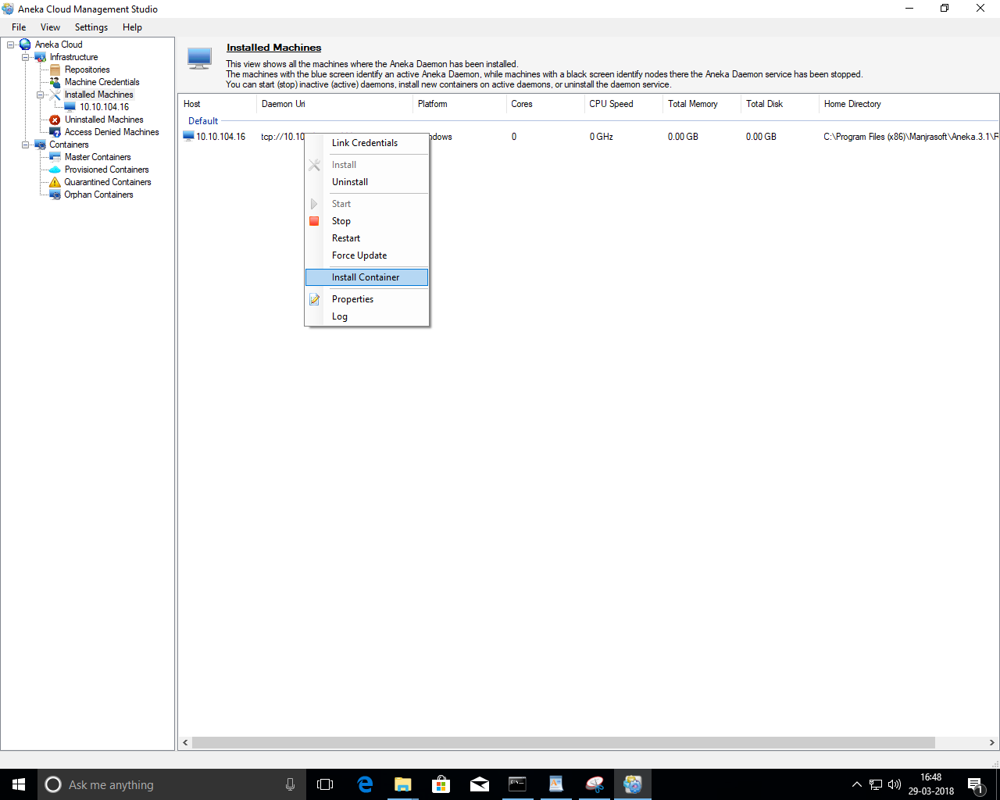 Aneka Cloud Management Studio
File View Settings Help
Aneka Cloud
Infrastructure
Repositories
Machine Credentials
Installed Machines
10.10.104.16
Uninstalled Machines
Access Denied Machines
Containers
Master Containers
Provisioned Containers
Quarantined Containers
Orphan Containers
Installed Machines
This view shows all the machines where the Aneka Daemon has been installed.
The machines with the blue screen identify an active Aneka Daemon, while machines with a black screen identify nodes there the Aneka Daemon service has been stopped.
You can start (stop) inactive (active) daemons, install new containers on active daemons, or uninstall the daemon service.
Host Daemon Uri Platform Cores CPU Speed Total Memory Total Disk Home Directory
Default
10.10.104.16 tcp://10.10 ndows 0 0 GHz 0.00 GB 0.00 GB C:\Program Files (x86)\Manjrasoft\Aneka.3.1\R
Link Credentials
Install
Uninstall
Start
Stop
Restart
Force Update
Install Container
Properties
Log
Ask me anything
16:48
29-03-2018
1